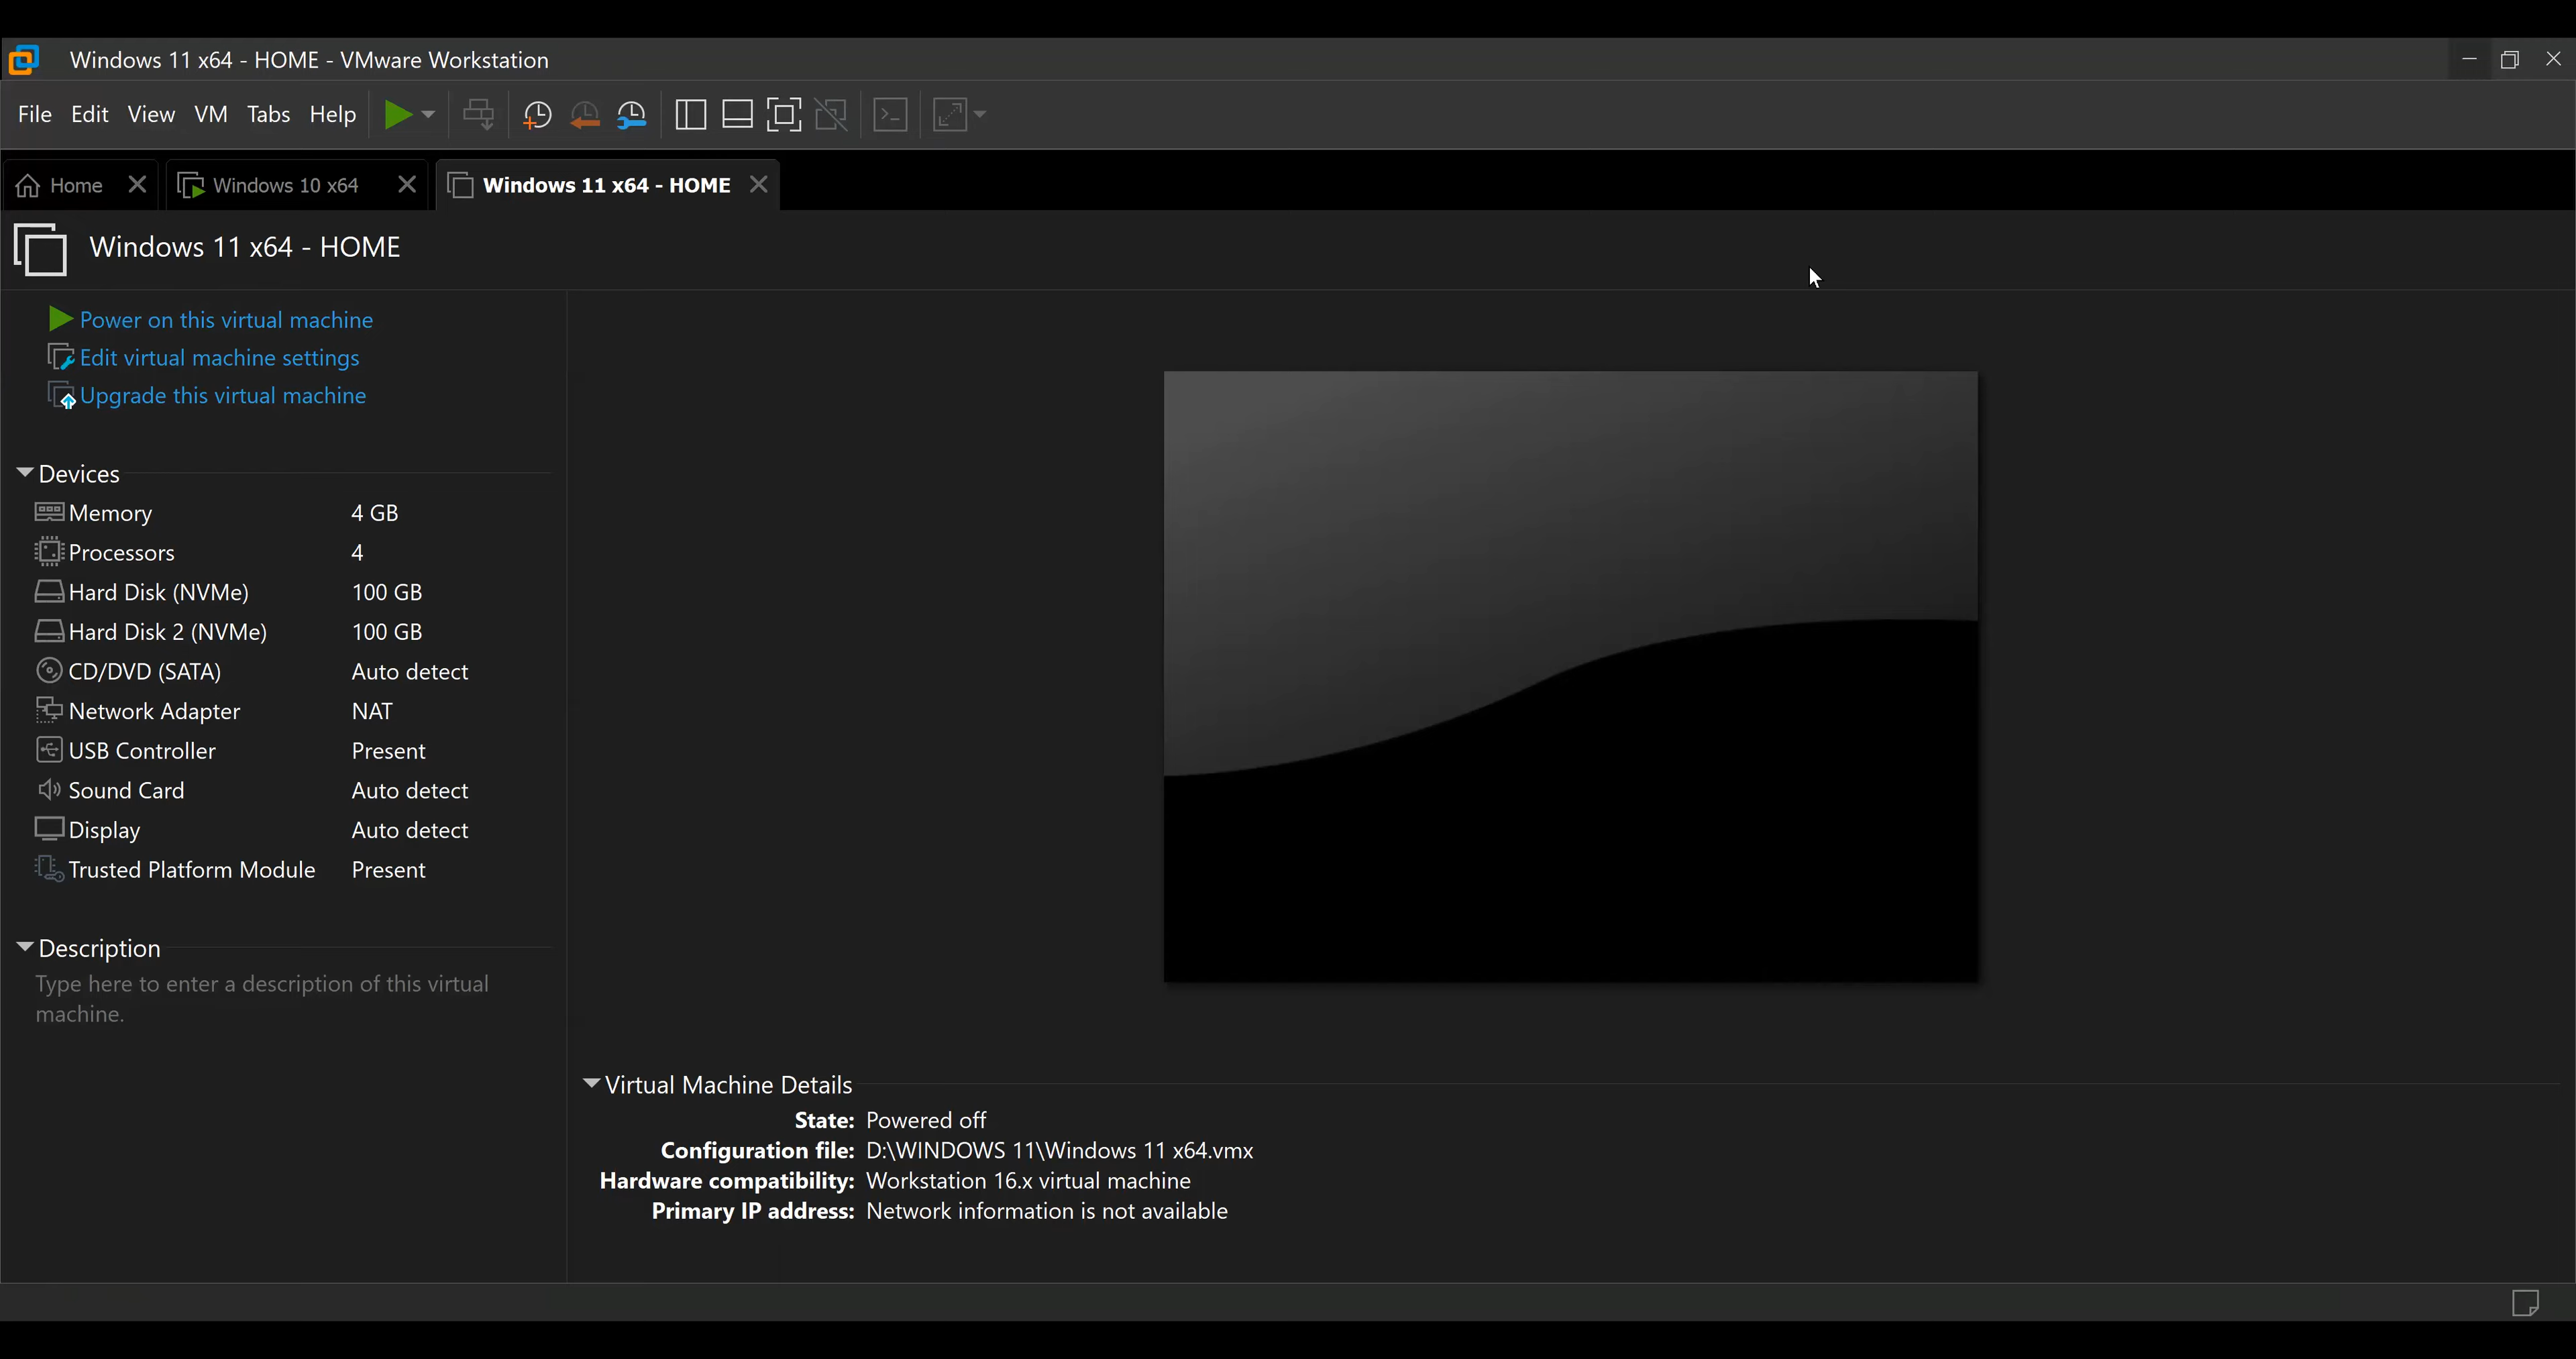 Windows 11 x64 - HOME - VMware Workstation
File Edit View VM Tabs Help
Home Windows 10 x64 Windows 11 x64 - HOME
Windows 11 x64 - HOME
Power on this virtual machine
Edit virtual machine settings
Upgrade this virtual machine
Devices
Memory 4 GB
Processors 4
Hard Disk (NVMe) 100 GB
Hard Disk 2 (NVMe) 100 GB
CD/DVD (SATA) Auto detect
Network Adapter NAT
USB Controller Present
Sound Card Auto detect
Display Auto detect
Trusted Platform Module Present
Description
Type here to enter a description of this virtual
machine.
Virtual Machine Details
State: Powered off
Configuration file: D:\WINDOWS 11\Windows 11 x64.vmx
Hardware compatibility: Workstation 16.x virtual machine
Primary IP address: Network information is not available